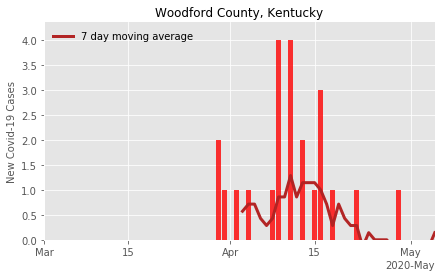 Woodford County, Kentucky
7 day moving average
New Covid-19 Cases
4.0
3.5
3.0
2.5
2.0
1.5
1.0
0.5
0.0
Mar 15 April 15 May
2020-May